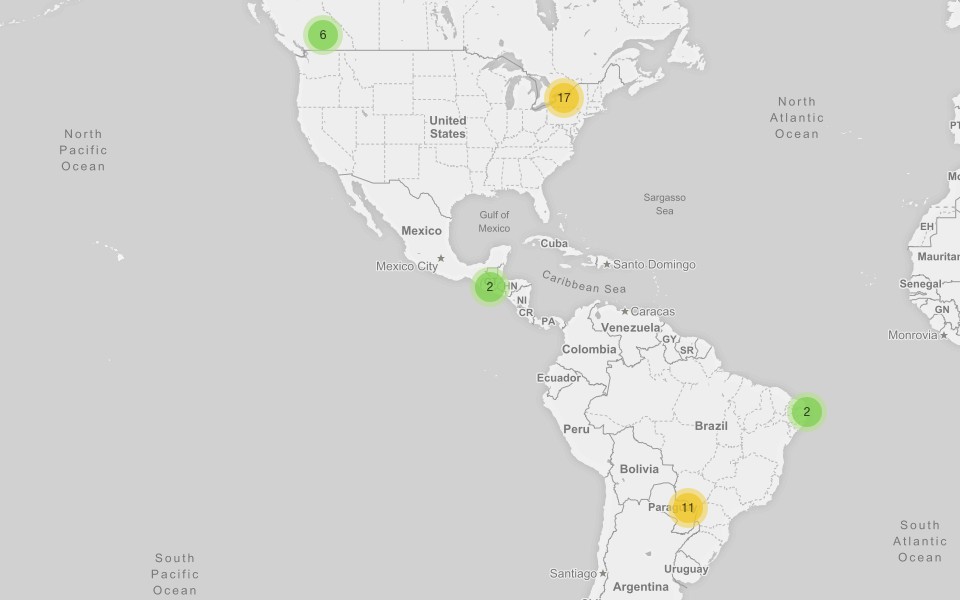 6
17
North
Pacific
Ocean
United
States
North
Atlantic
Ocean
PT
Mo
Sargasso
Sea
Gulf of
Mexico
Mexico
Cuba
EH
Mauritan
Mexico City
Santo Domingo
Caribbean Sea
2
HN
NI
CR
PA
Senegal
GN
Monrovia
Caracas
Venezuela
GY
SR
Colombia
Ecuador
Peru
Brazil
2
Bolivia
Parag
11
South
Atlantic
Ocean
South
Pacific
Ocean
Santiago
Uruguay
Argentina